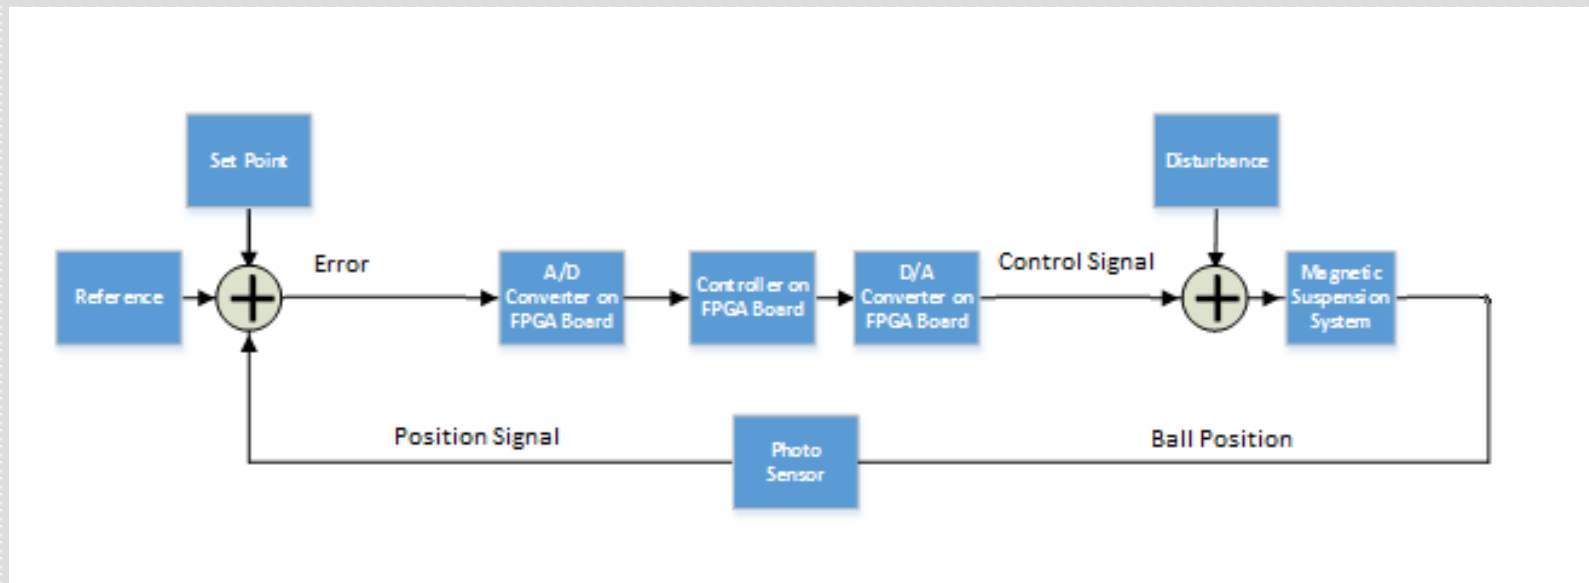 Set Point
Disturbance
Reference
Error
A/D
Converter on
FPGA Board
Controller on
FPGA Board
D/A
Converter on
FPGA Board
Control Signal
Magnetic
Suspension
System
Position Signal
Photo
Sensor
Ball Position